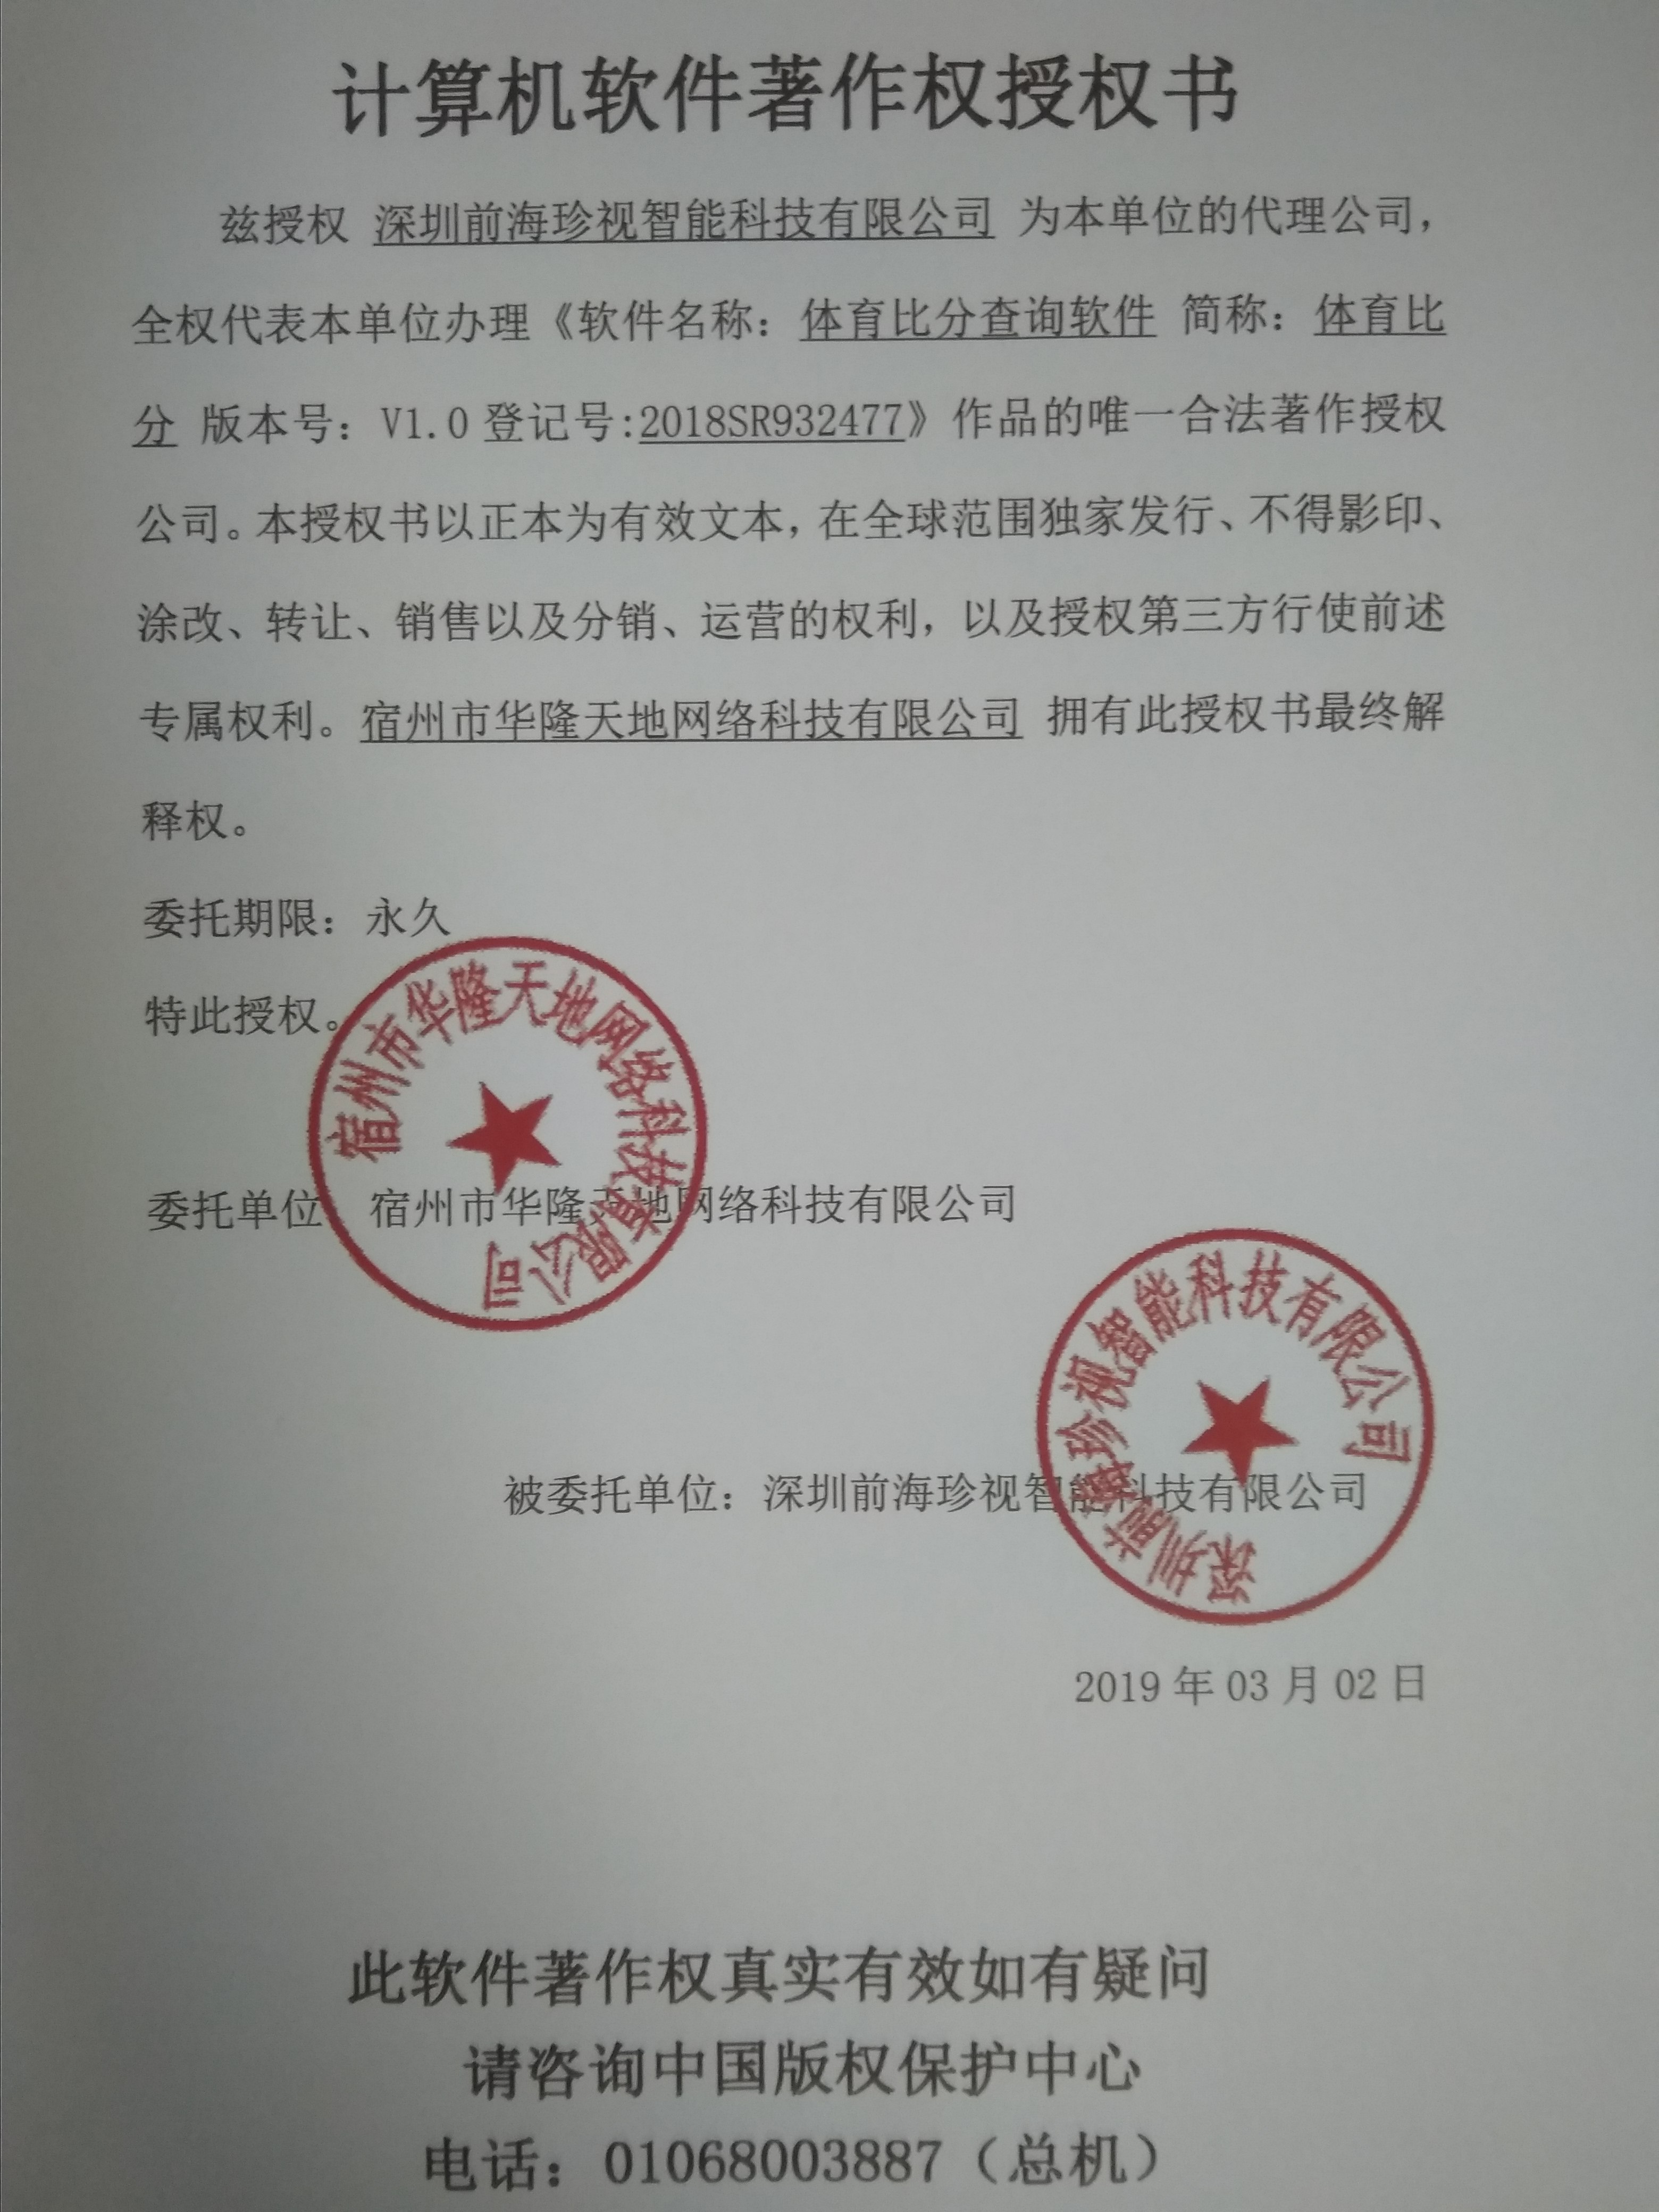 计算机软件著作权授权书
兹授权 深圳前海珍视智能科技有限公司 为本单位的代理公司，
全权代表本单位办理《软件名称：体育比分查询软件 简称：体育比
分 版本号：V1.0 登记号:2018SR932477》作品的唯一合法著作授权
公司。本授权书以正本为有效文本，在全球范围独家发行、不得影印、
涂改、转让、销售以及分销、运营的权利，以及授权第三方行使前述
专属权利。宿州市华隆天地网络科技有限公司 拥有此授权书最终解
释权。
委托期限：永久
特此授权。
宿州市华隆天地网络科技有限公司
委托单位 宿州市华隆天地网络科技有限公司
深圳前海珍视智能科技有限公司
被委托单位：深圳前海珍视智能科技有限公司
2019 年 03 月 02 日
此软件著作权真实有效如有疑问
请咨询中国版权保护中心
电话：01068003887（总机）